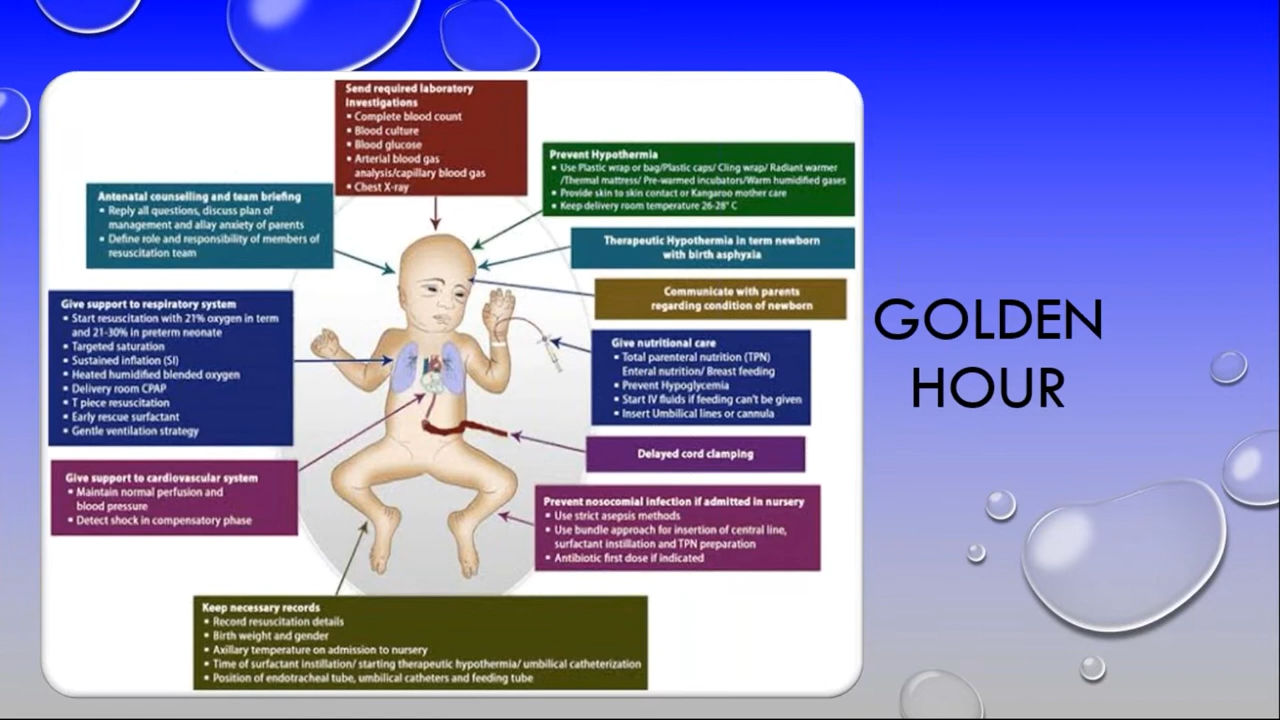 Send required laboratory
Investigations
▪ Complete blood count
▪ Blood culture
▪ Blood glucose
▪ Arterial blood gas
analysis/capillary blood gas
▪ Chest X-ray
Prevent Hypothermia
▪ Use Plastic wrap or bag/Plastic caps/ Cling wrap/ Radiant warmer
/Thermal mattress/ Pre-warmed incubators/Warm humidified gases
▪ Provide skin to skin contact or Kangaroo mother care
▪ Keep delivery room temperature 26-28° C
Antenatal counselling and team briefing
▪ Reply all questions, discuss plan of
management and allay anxiety of parents
▪ Define role and responsibility of members of
resuscitation team
Therapeutic Hypothermia in term newborn
with birth asphyxia
Communicate with parents
regarding condition of newborn
Give support to respiratory system
▪ Start resuscitation with 21% oxygen in term
and 21-30% in preterm neonate
▪ Targeted saturation
▪ Sustained inflation (SI)
▪ Heated humidified blended oxygen
▪ Delivery room CPAP
▪ T piece resuscitation
▪ Early rescue surfactant
▪ Gentle ventilation strategy
Give nutritional care
▪ Total parenteral nutrition (TPN)
Enteral nutrition/ Breast feeding
▪ Prevent Hypoglycemia
▪ Start IV fluids if feeding can't be given
▪ Insert Umbilical lines or cannula
Delayed cord clamping
Give support to cardiovascular system
▪ Maintain normal perfusion and
blood pressure
▪ Detect shock in compensatory phase
Prevent nosocomial infection if admitted in nursery
▪ Use strict asepsis methods
▪ Use bundle approach for insertion of central line,
surfactant instillation and TPN preparation
▪ Antibiotic first dose if indicated
Keep necessary records
▪ Record resuscitation details
▪ Birth weight and gender
▪ Axillary temperature on admission to nursery
▪ Time of surfactant instillation/ starting therapeutic hypothermia/ umbilical catheterization
▪ Position of endotracheal tube, umbilical catheters and feeding tube
GOLDEN
HOUR